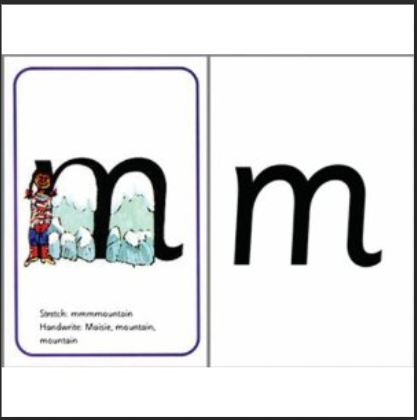 m
m
Stretch: mmmmountain
Handwrite: Maisie, mountain,
mountain